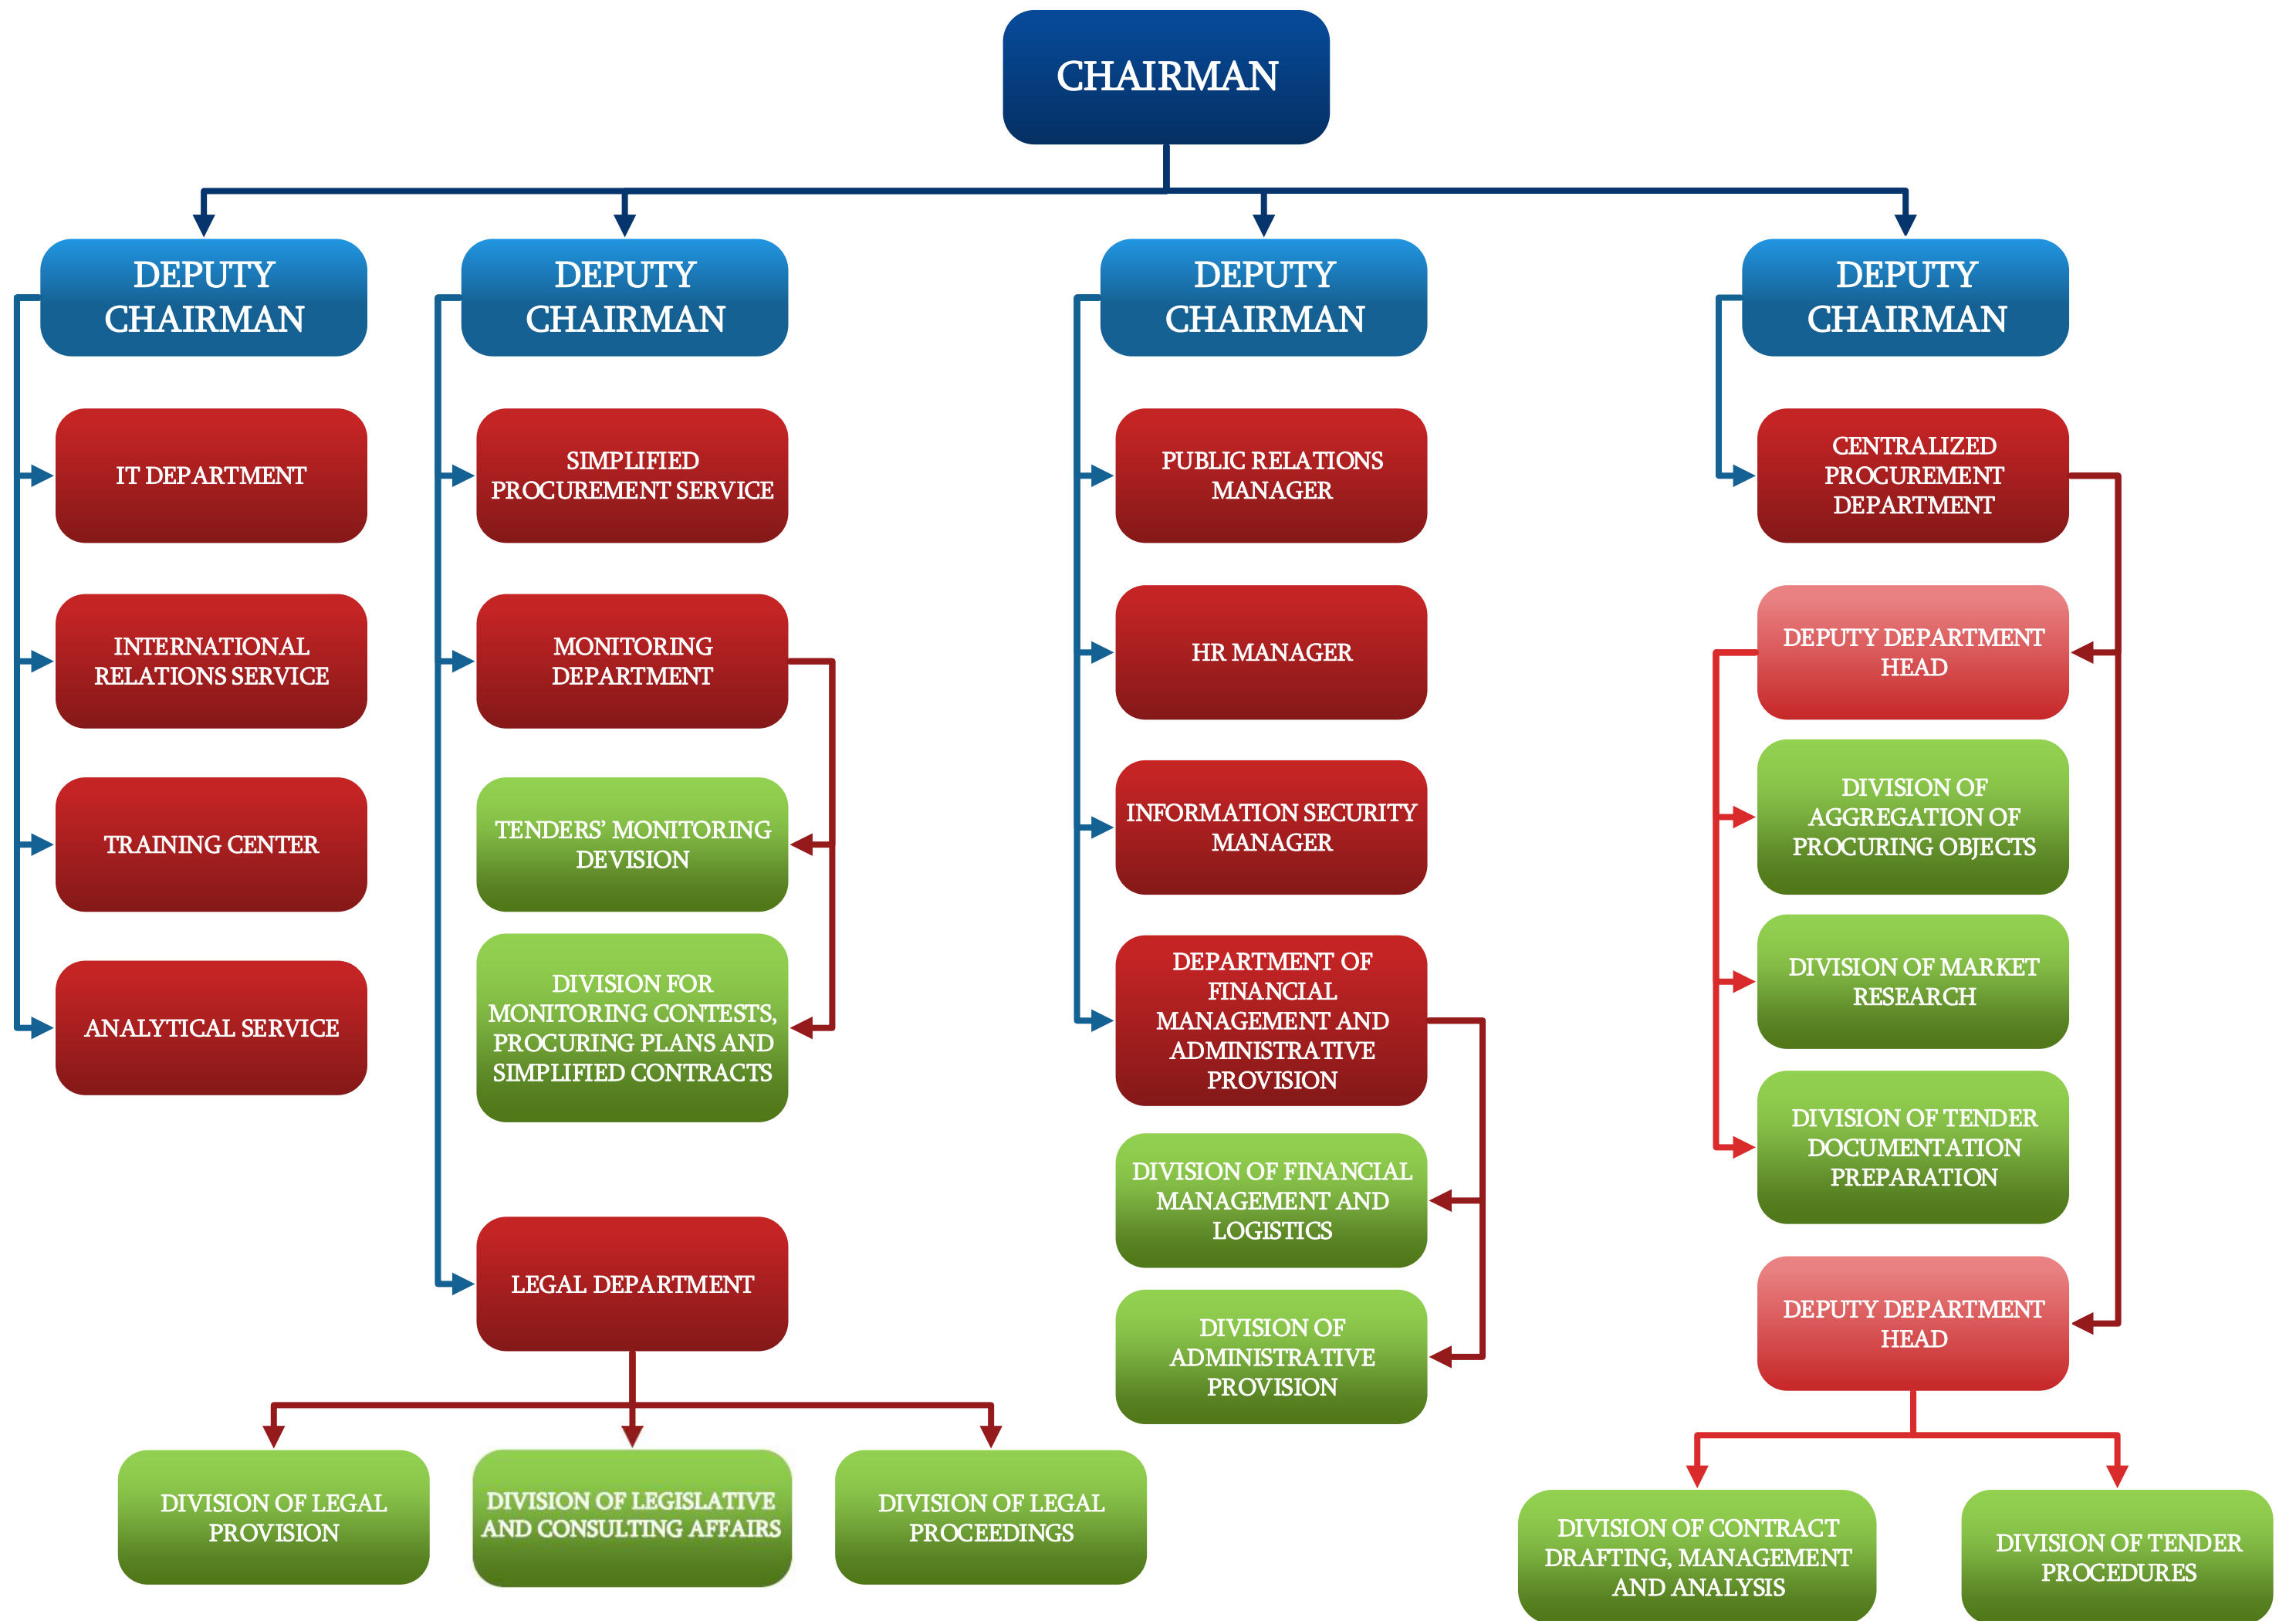 CHAIRMAN
DEPUTY
CHAIRMAN
IT DEPARTMENT
INTERNATIONAL
RELATIONS SERVICE
TRAINING CENTER
ANALYTICAL SERVICE
DEPUTY
CHAIRMAN
SIMPLIFIED
PROCUREMENT SERVICE
MONITORING
DEPARTMENT
TENDERS’ MONITORING
DEVISION
DIVISION FOR
MONITORING CONTESTS,
PROCURING PLANS AND
SIMPLIFIED CONTRACTS
LEGAL DEPARTMENT
DIVISION OF LEGAL
PROVISION
DIVISION OF LEGISLATIVE
AND CONSULTING AFFAIRS
DIVISION OF LEGAL
PROCEEDINGS
DEPUTY
CHAIRMAN
PUBLIC RELATIONS
MANAGER
HR MANAGER
INFORMATION SECURITY
MANAGER
DEPARTMENT OF
FINANCIAL
MANAGEMENT AND
ADMINISTRATIVE
PROVISION
DIVISION OF FINANCIAL
MANAGEMENT AND
LOGISTICS
DIVISION OF
ADMINISTRATIVE
PROVISION
DEPUTY
CHAIRMAN
CENTRALIZED
PROCUREMENT
DEPARTMENT
DEPUTY DEPARTMENT
HEAD
DIVISION OF
AGGREGATION OF
PROCURING OBJECTS
DIVISION OF MARKET
RESEARCH
DIVISION OF TENDER
DOCUMENTATION
PREPARATION
DEPUTY DEPARTMENT
HEAD
DIVISION OF CONTRACT
DRAFTING, MANAGEMENT
AND ANALYSIS
DIVISION OF TENDER
PROCEDURES